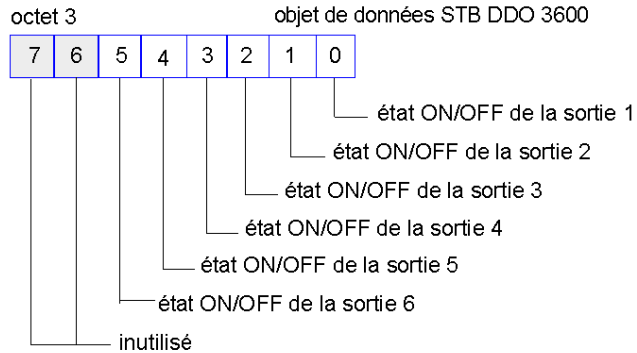 octet 3 objet de données STB DDO 3600
7 6 5 4 3 2 1 0
état ON/OFF de la sortie 1
état ON/OFF de la sortie 2
état ON/OFF de la sortie 3
état ON/OFF de la sortie 4
état ON/OFF de la sortie 5
état ON/OFF de la sortie 6
inutilisé